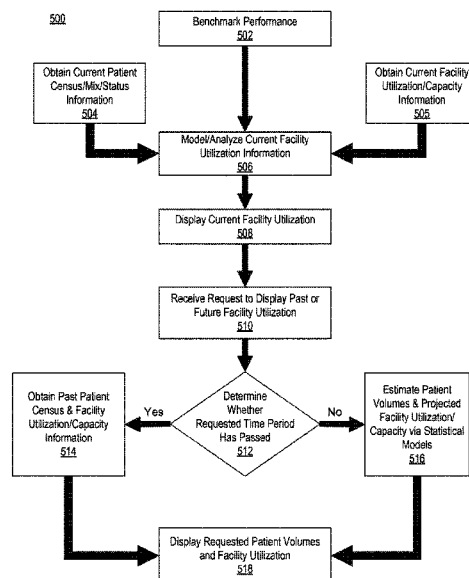 500
Benchmark Performance
502
Obtain Current Patient
Census/Mix/Status
Information
504
Obtain Current Facility
Utilization/Capacity
Information
505
Model/Analyze Current Facility
Utilization Information
506
Display Current Facility Utilization
508
Receive Request to Display Past or
Future Facility Utilization
510
Determine
Whether
Requested Time Period
Has Passed
512
Yes
No
Obtain Past Patient
Census & Facility
Utilization/Capacity
Information
514
Estimate Patient
Volumes & Projected
Facility Utilization/
Capacity via Statistical
Models
516
Display Requested Patient Volumes
and Facility Utilization
518